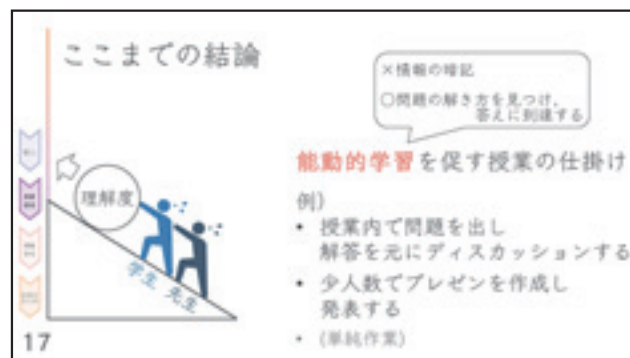 ここまでの結論
×情報の暗記
○問題の解き方を見つけ、
答えに到達する
能動的学習を促す授業の仕掛け
例)
• 授業内で問題を出し
解答を元にディスカッションする
• 少人数でプレゼンを作成し
発表する
• (単純作業)
理解度
学生 先生
17